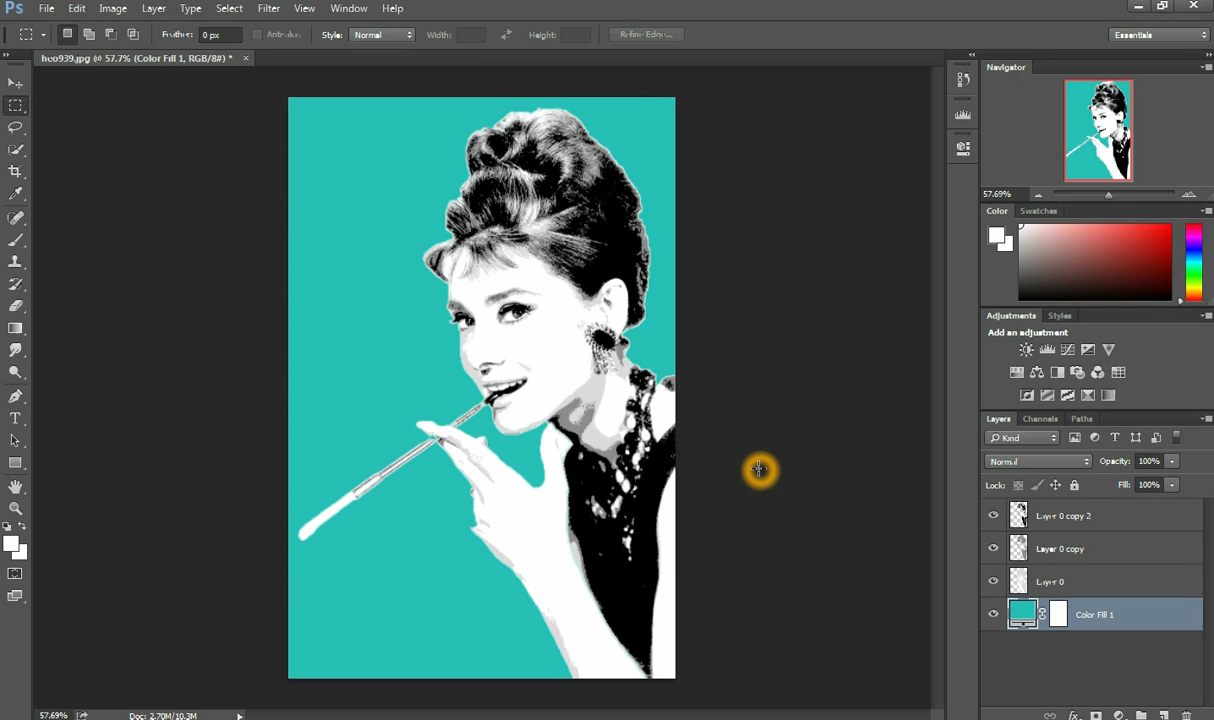 Ps File Edit Image Layer Type Select Filter View Window Help
Feather: 0 px Anti-alias Style: Normal Width: Height: Refine Edge... Essentials
heo939.jpg @ 57.7% (Color Fill 1, RGB/8#) * ×
Navigator
57.69%
Color Swatches
Adjustments Styles
Add an adjustment
Layers Channels Paths
Kind
Normal Opacity: 100%
Lock: Fill: 100%
Layer 0 copy 2
Layer 0 copy
Layer 0
Color Fill 1
57.69% Doc: 2.70M/10.3M